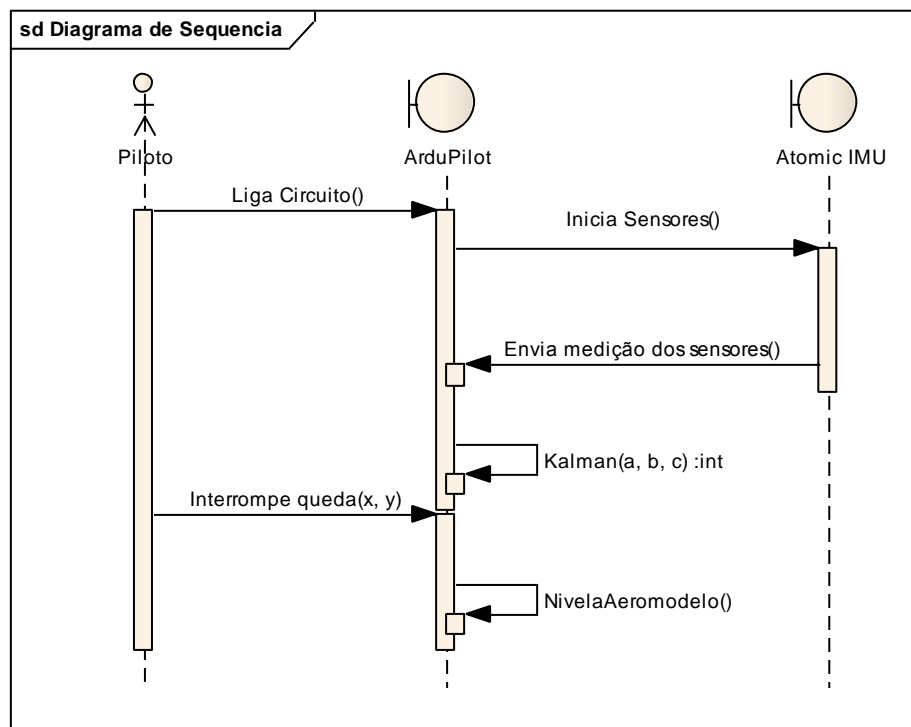 sd Diagrama de Sequencia
Piloto
ArduPilot
Atomic IMU
Liga Circuito()
Inicia Sensores()
Envia medição dos sensores()
Kalman(a, b, c) :int
Interrompe queda(x, y)
NivelaAeromodelo()